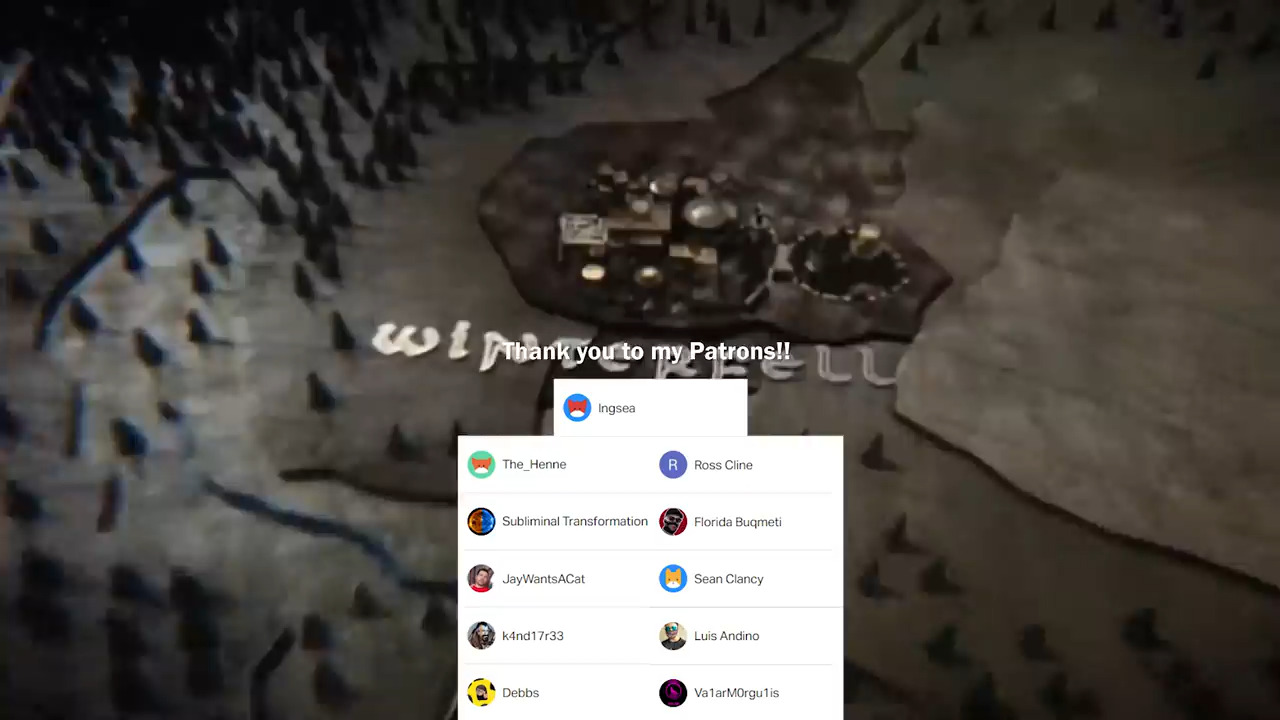 WINTERFELL
Thank you to my Patrons!!
Ingsea
The_Henne
Ross Cline
R
Subliminal Transformation
Florida Buqmeti
JayWantsACat
Sean Clancy
k4nd17r33
Luis Andino
Debbs
Va1arM0rgu1is